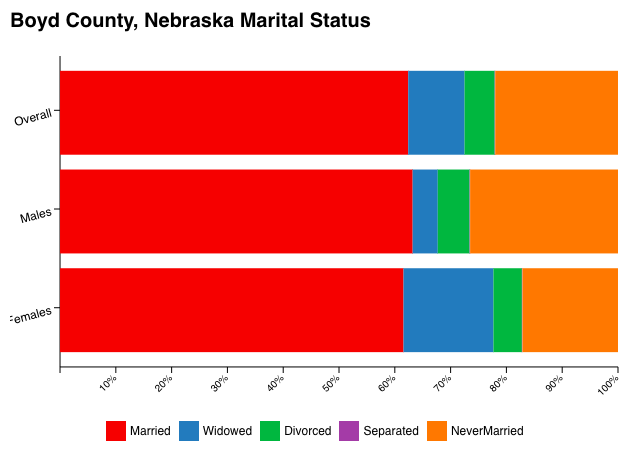 Boyd County, Nebraska Marital Status
Overall
Males
Females
10% 20% 30% 40% 50% 60% 70% 80% 90% 100%
Married Widowed Divorced Separated NeverMarried